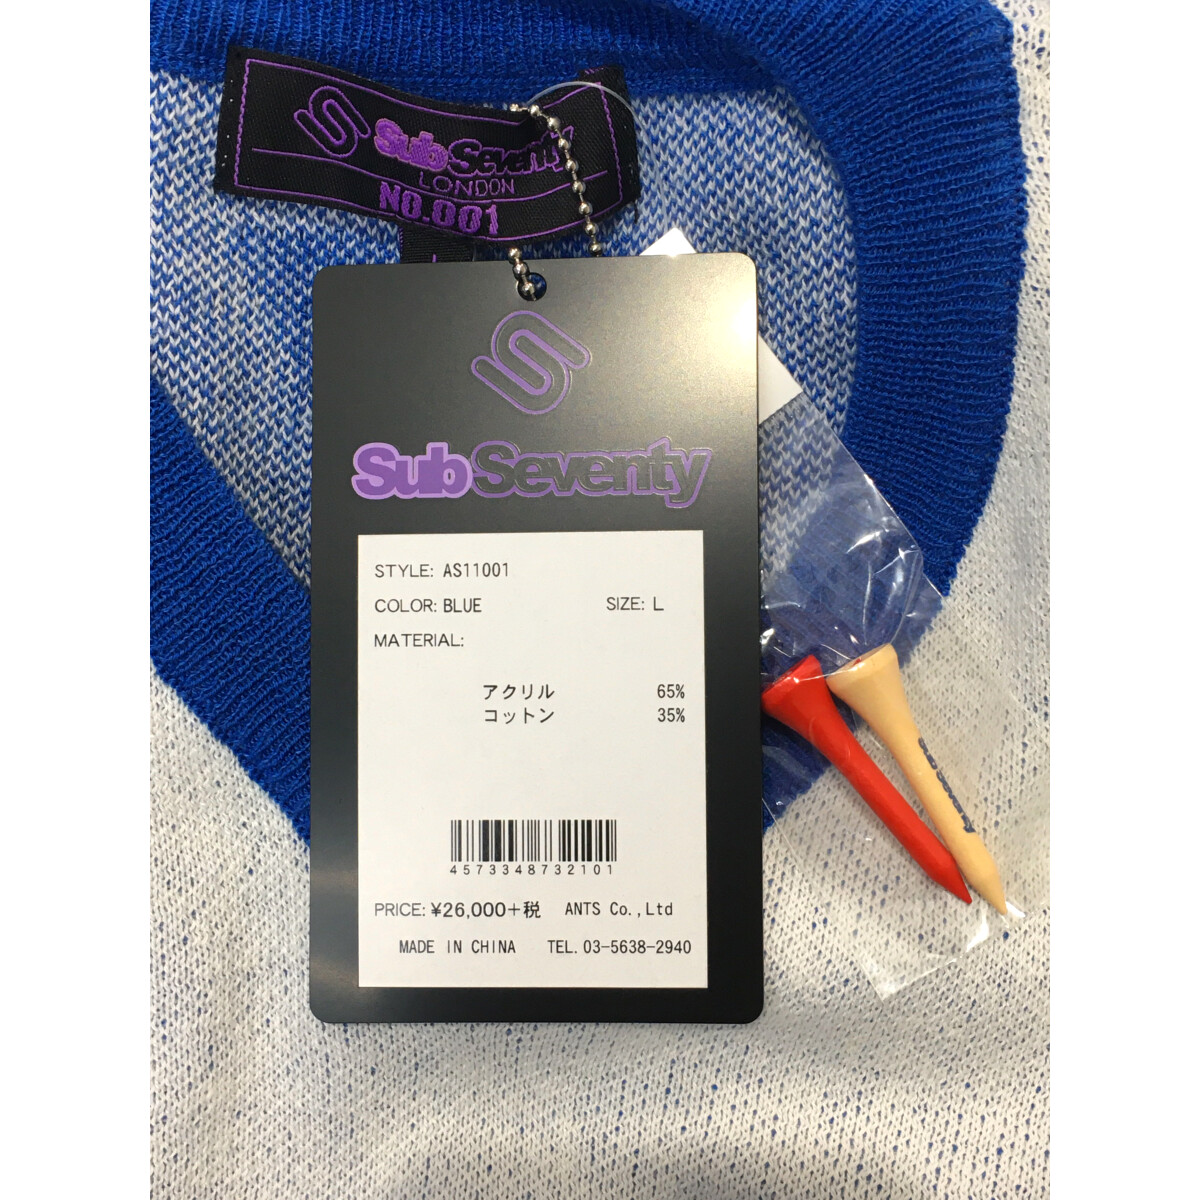 Sub Seventy
LONDON
NO.001
Sub Seventy
STYLE: AS11001
COLOR: BLUE SIZE: L
MATERIAL:
アクリル 65%
コットン 35%
4573348732101
PRICE: ¥26,000+税 ANTS Co.,Ltd
MADE IN CHINA TEL. 03-5638-2940